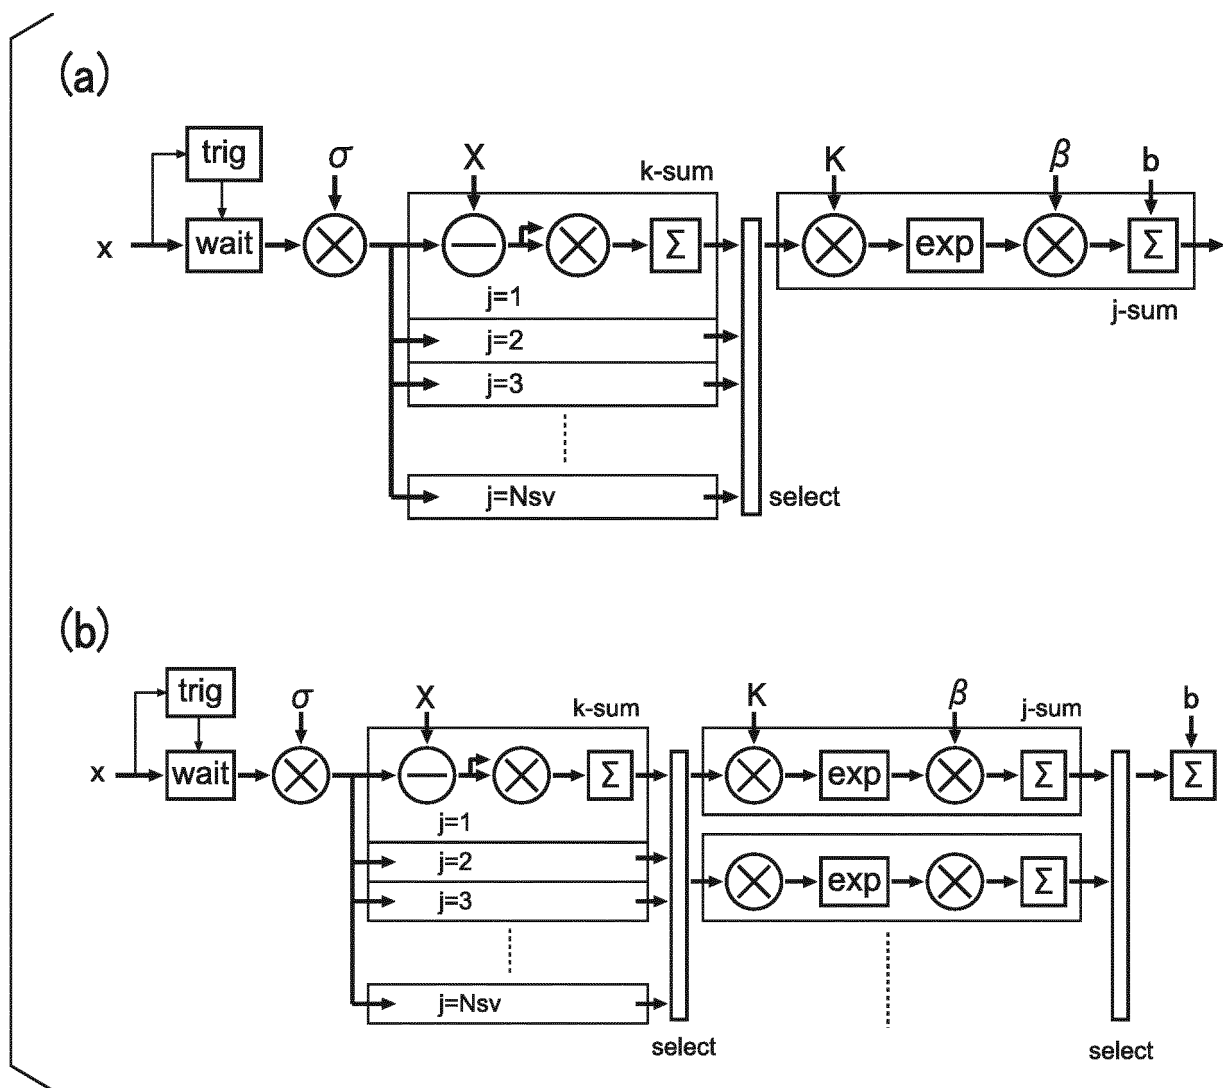 (a)
trig
σ
X
k-sum
K
β
b
x
wait
Σ
exp
Σ
j=1
j-sum
j=2
j=3
j=Nsv
select
(b)
trig
σ
X
k-sum
K
β
j-sum
b
x
wait
Σ
exp
Σ
Σ
j=1
j=2
exp
Σ
j=3
j=Nsv
select
select